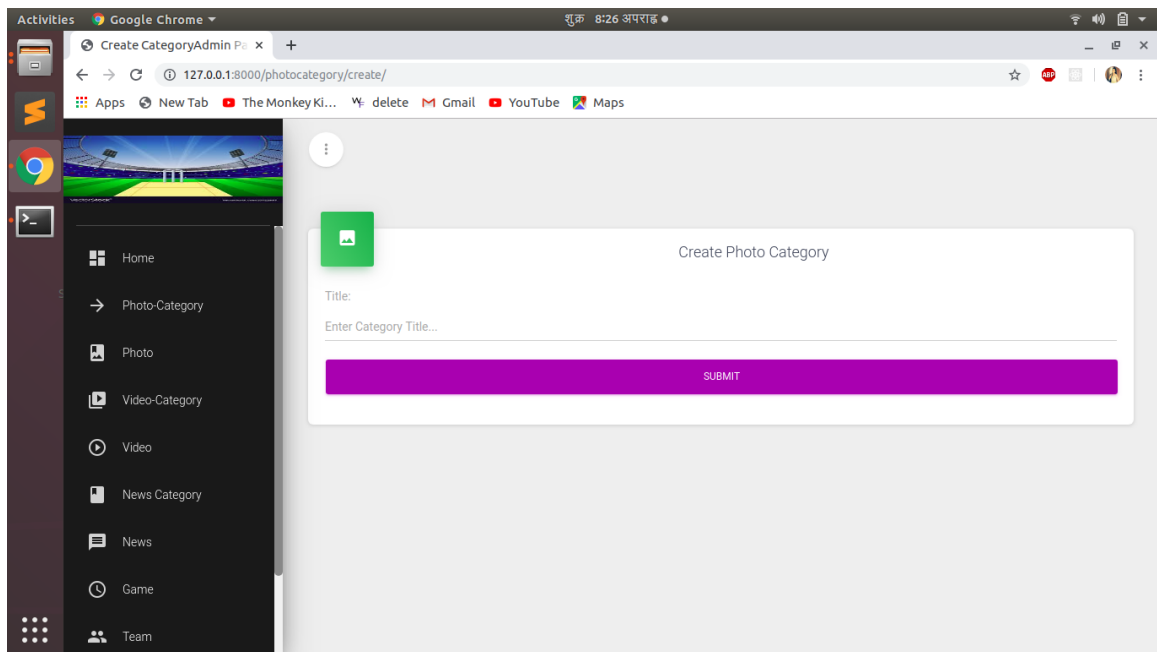 Activities Google Chrome शुक्र 8:26 अपराह्न
Create CategoryAdmin Pa
127.0.0.1:8000/photocategory/create/
ABP
Apps New Tab The Monkey Ki... delete Gmail YouTube Maps
Create Photo Category
Home
Title:
Photo-Category
Enter Category Title...
Photo
SUBMIT
Video-Category
Video
News Category
News
Game
Team